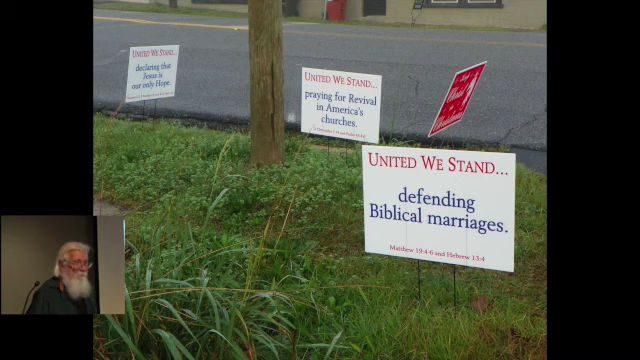 UNITED WE STAND...
declaring that
Jesus is
our only Hope.
UNITED WE STAND...
praying for Revival
in America's
churches.
UNITED WE STAND...
defending
Biblical marriages.
Matthew 19:4-6 and Hebrew 13:4